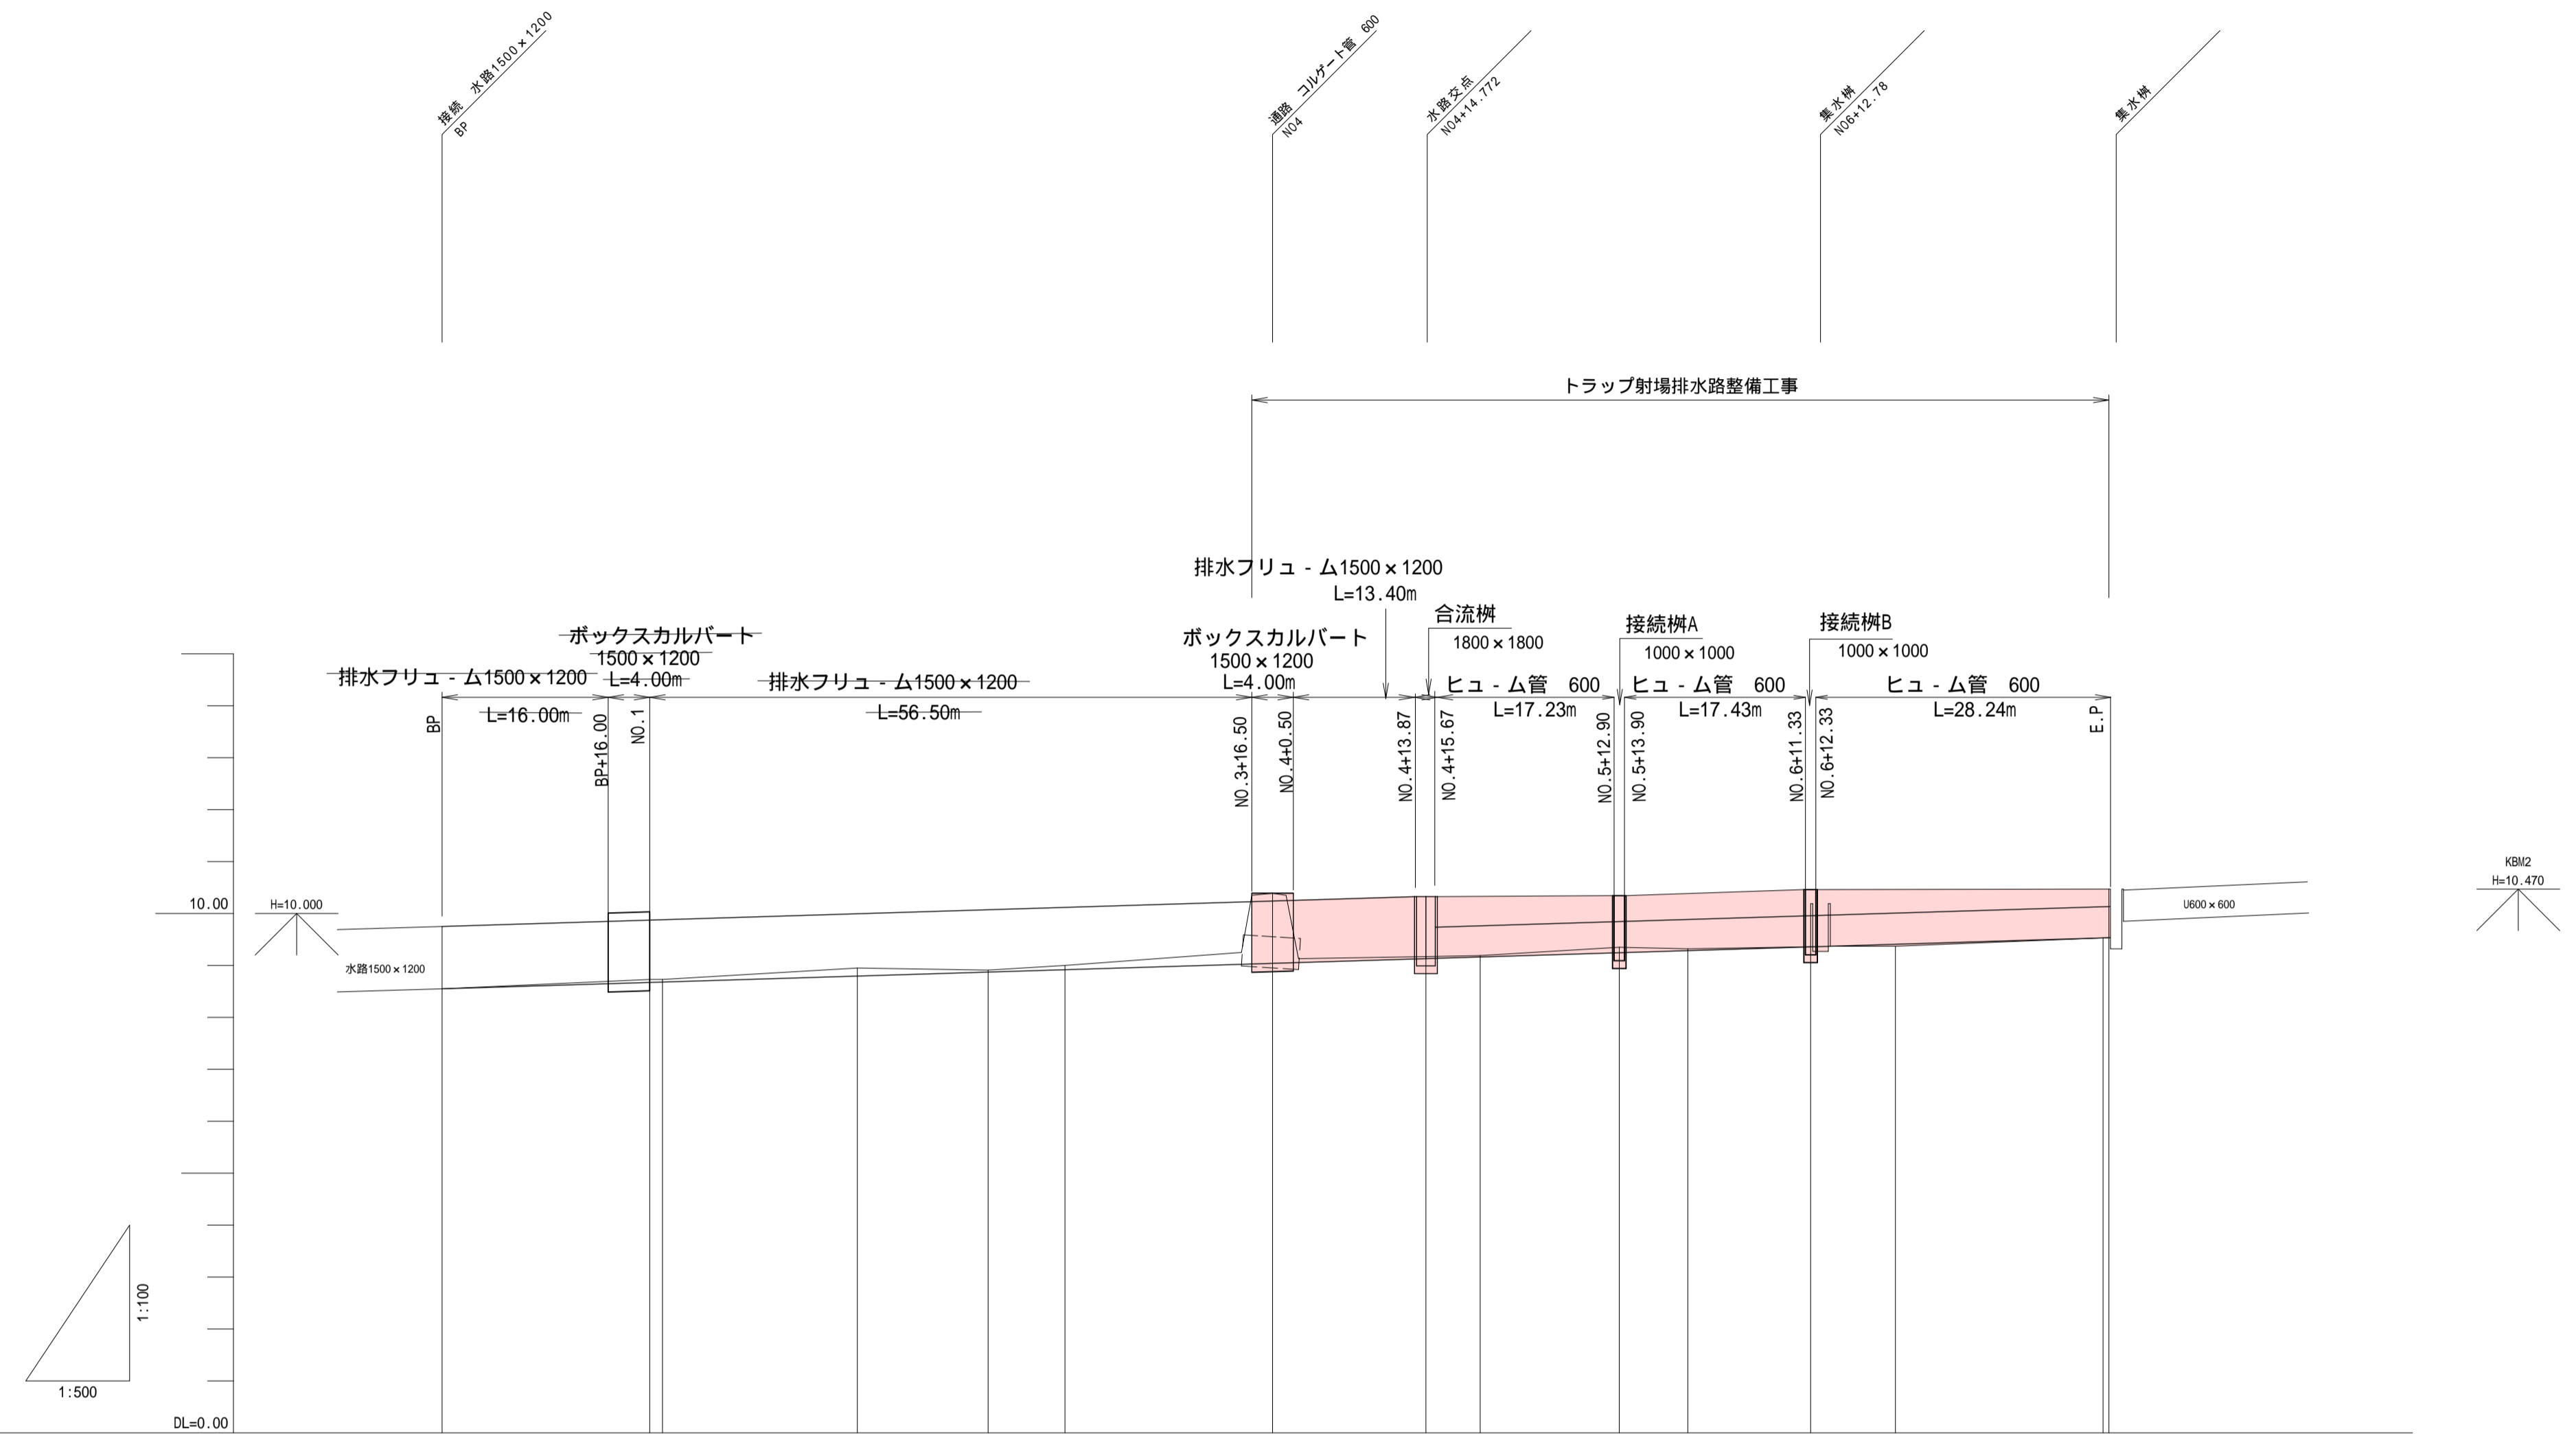 接続　水路1500×1200
BP
通路　コルゲート管　600
NO4
水路交点
NO4+14.772
集水桝
NO6+12.78
集水桝
トラップ射場排水路整備工事
排水フリュ-ム1500×1200
L=13.40m
合流桝
1800×1800
接続桝A
1000×1000
接続桝B
1000×1000
排水フリュ-ム1500×1200
L=16.00m
ボックスカルバート
1500×1200
L=4.00m
排水フリュ-ム1500×1200
L=56.50m
ボックスカルバート
1500×1200
L=4.00m
ヒュ-ム管　600
L=17.23m
ヒュ-ム管　600
L=17.43m
ヒュ-ム管　600
L=28.24m
BP
BP+16.00
NO.1
NO.3+16.50
NO.4+0.50
NO.4+13.87
NO.4+15.67
NO.5+12.90
NO.5+13.90
NO.6+11.33
NO.6+12.33
E.P
10.00
H=10.000
水路1500×1200
U600×600
KBM2
H=10.470
1:100
1:500
DL=0.00